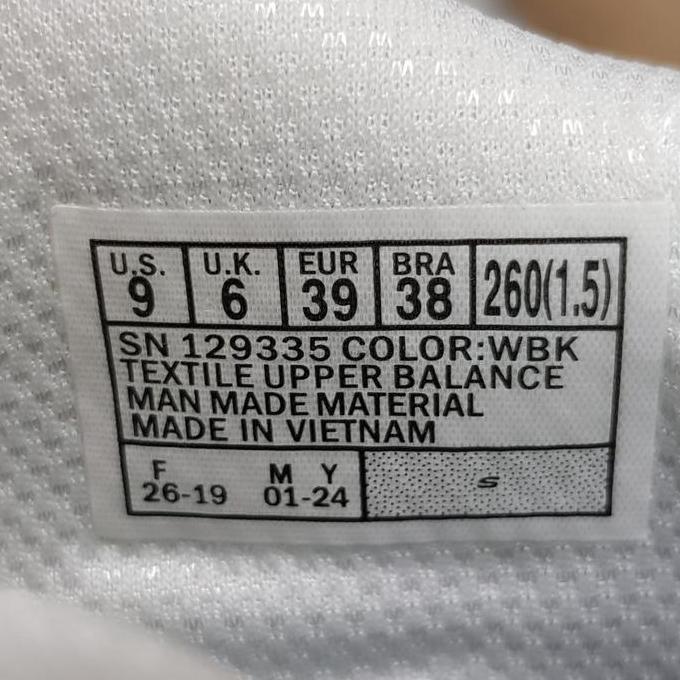 U.S. U.K. EUR BRA
9 6 39 38 260(1.5)
SN 129335 COLOR:WBK
TEXTILE UPPER BALANCE
MAN MADE MATERIAL
MADE IN VIETNAM
F M Y
26-19 01-24
S